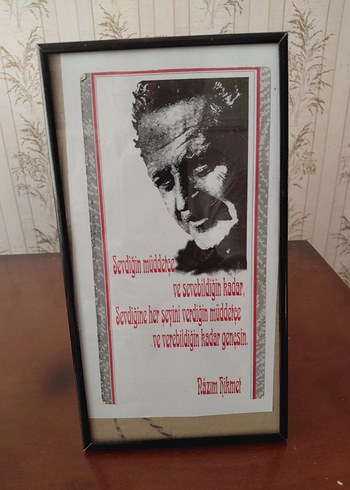 Sevdiğin müddetçe
ve sevebildiğin kadar,
Sevdiğine her şeyini verdiğin müddetçe
ve verebildiğin kadar gençsin.
Nâzım Hikmet